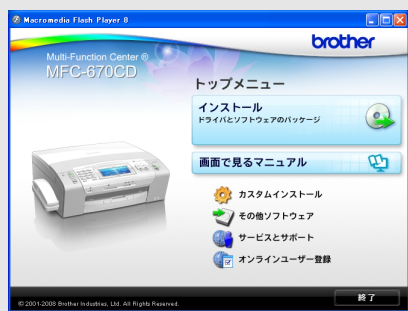 Macromedia Flash Player 8
brother
Multi-Function Center ®
MFC-670CD
トップメニュー
インストール
ドライバとソフトウェアのパッケージ
画面で見るマニュアル
カスタムインストール
その他ソフトウェア
サービスとサポート
オンラインユーザー登録
© 2001-2008 Brother Industries, Ltd. All Rights Reserved.
終了